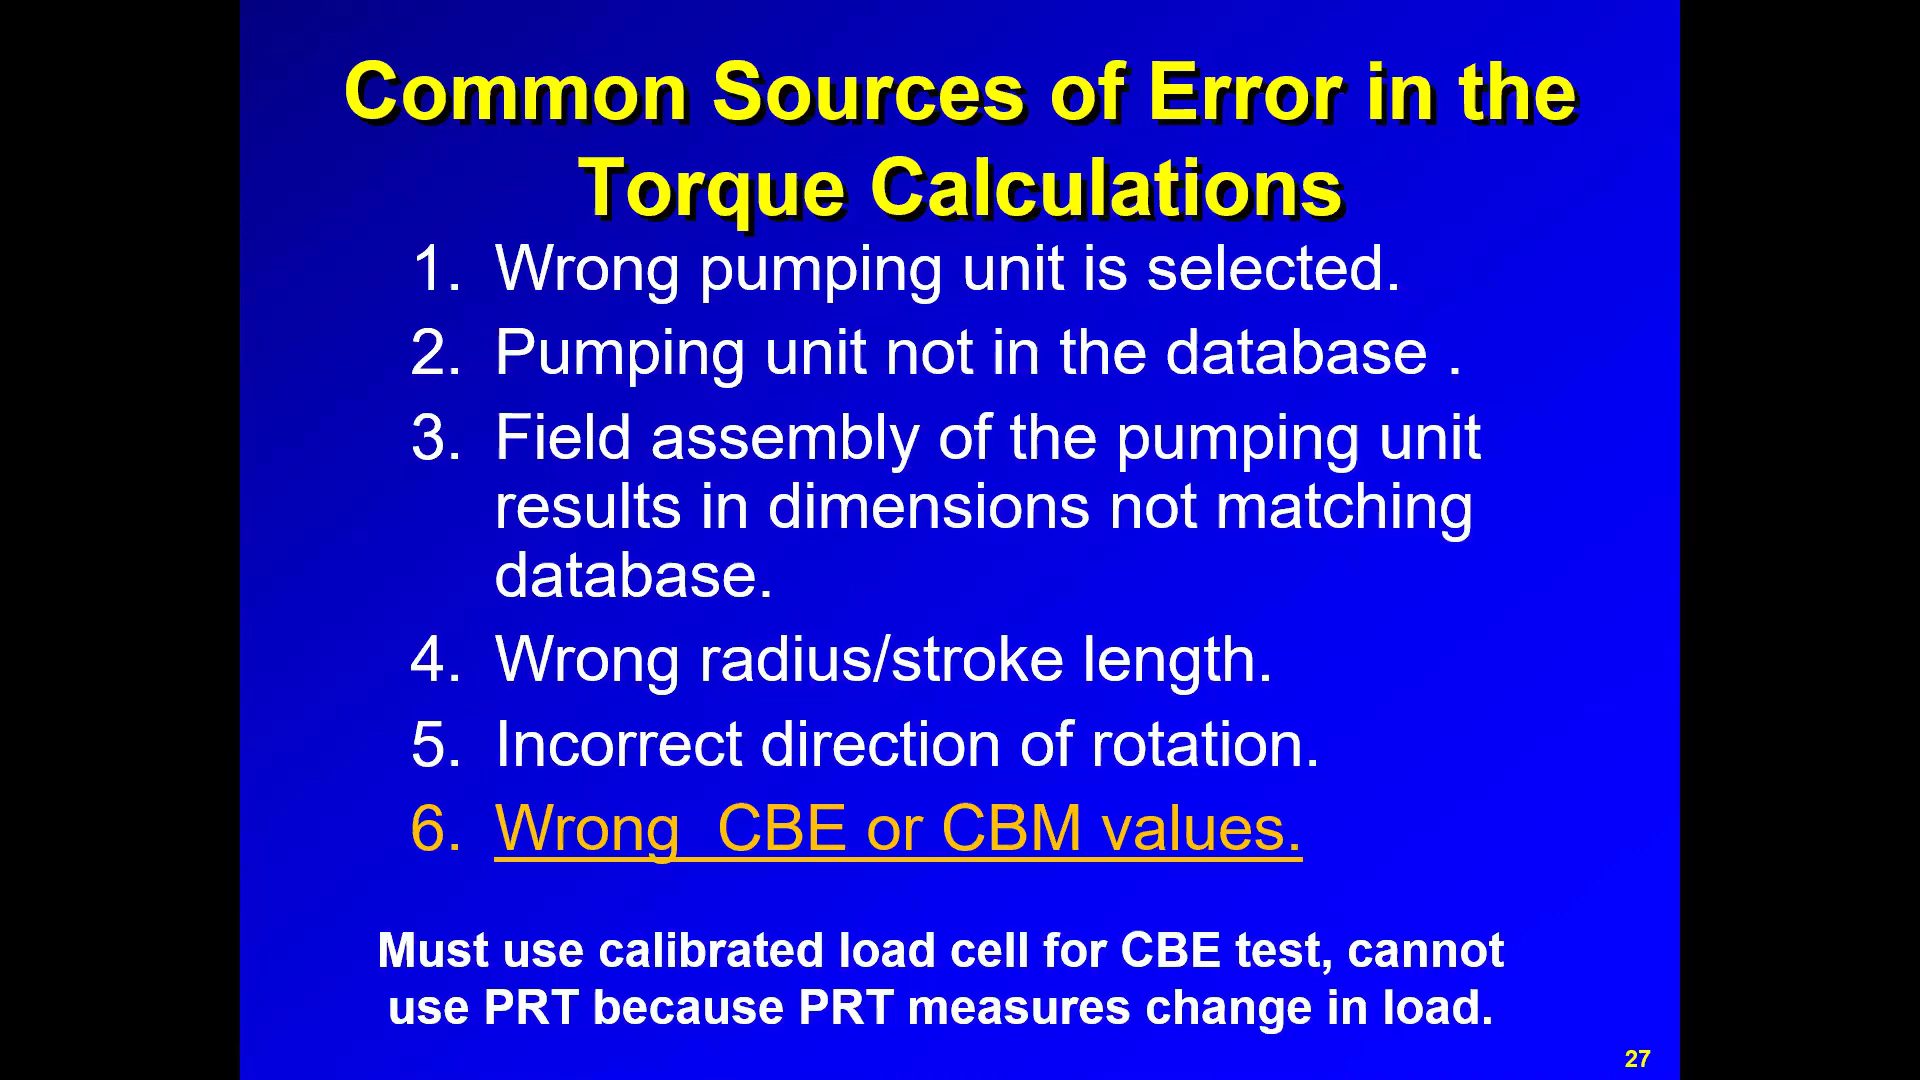 Common Sources of Error in the
Torque Calculations
1. Wrong pumping unit is selected.
2. Pumping unit not in the database .
3. Field assembly of the pumping unit
results in dimensions not matching
database.
4. Wrong radius/stroke length.
5. Incorrect direction of rotation.
6. Wrong  CBE or CBM values.
Must use calibrated load cell for CBE test, cannot
use PRT because PRT measures change in load.
27